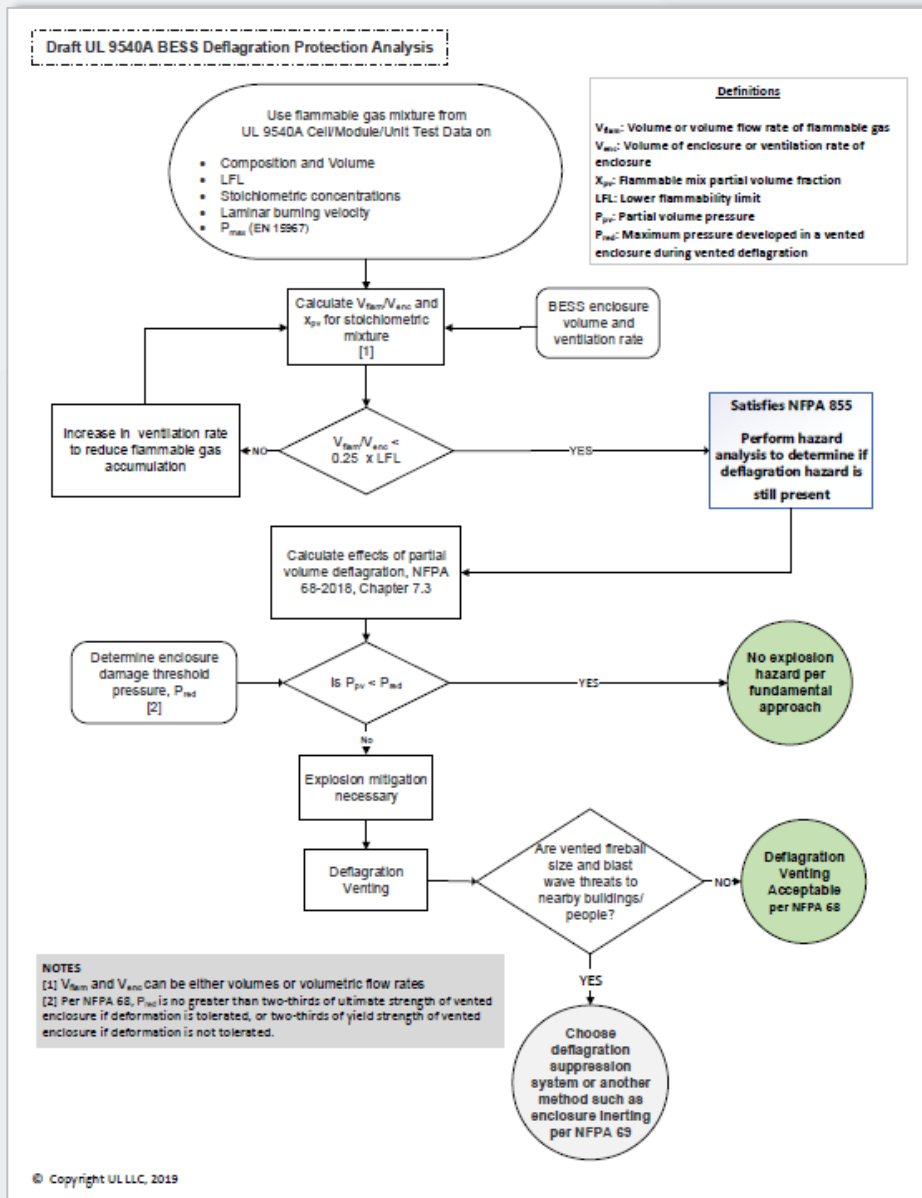 Draft UL 9540A BESS Deflagration Protection Analysis
Use flammable gas mixture from
UL 9540A Cell/Module/Unit Test Data on
• Composition and Volume
• LFL
• Stoichometric concentrations
• Laminar burning velocity
• Pmax (EN 15967)
Definitions
Vflam: Volume or volume flow rate of flammable gas
Venc: Volume of enclosure or ventilation rate of
enclosure
Xpv: Flammable mix partial volume fraction
LFL: Lower flammability limit
Ppv: Partial volume pressure
Pred: Maximum pressure developed in a vented
enclosure during vented deflagration
Calculate Vflam/Venc and
xpv for stoichiometric
mixture
[1]
BESS enclosure
volume and
ventilation rate
Increase in ventilation rate
to reduce flammable gas
accumulation
NO
Vflam/Venc <
0.25 x LFL
YES
Satisfies NFPA 855
Perform hazard
analysis to determine if
deflagration hazard is
still present
Calculate effects of partial
volume deflagration, NFPA
68-2018, Chapter 7.3
Determine enclosure
damage threshold
pressure, Pred
[2]
Is Ppv < Pred
YES
No explosion
hazard per
fundamental
approach
No
Explosion mitigation
necessary
Deflagration
Venting
Are vented fireball
size and blast
wave threats to
nearby buildings/
people?
NO
Deflagration
Venting
Acceptable
per NFPA 68
YES
Choose
deflagration
suppression
system or another
method such as
enclosure inerting
per NFPA 69
NOTES
[1] Vflam and Venc can be either volumes or volumetric flow rates
[2] Per NFPA 68, Pred is no greater than two-thirds of ultimate strength of vented
enclosure if deformation is tolerated, or two-thirds of yield strength of vented
enclosure if deformation is not tolerated.
© Copyright UL LLC, 2019